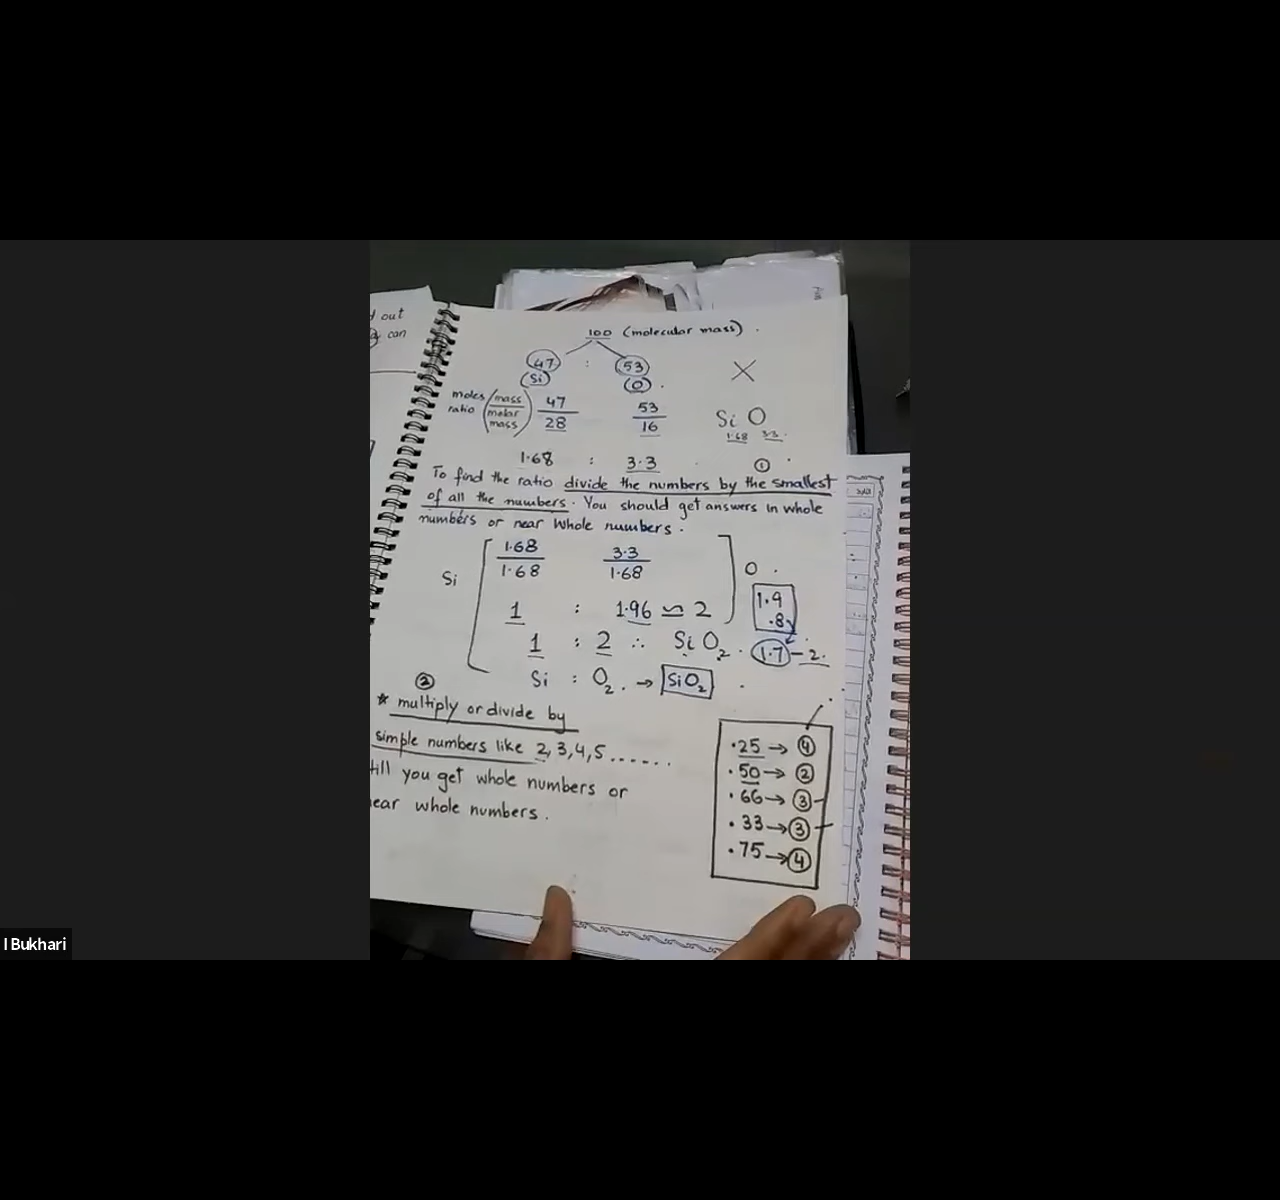 d out
can
100 (molecular mass).
47 : 53
(Si) (O).
moles ratio (mass / molar mass) 47/28 53/16
Si O
1.68 3.3.
1.68 : 3.3
①
To find the ratio divide the numbers by the smallest
of all the numbers. You should get answers in whole
numbers or near whole numbers.
Si 1.68/1.68 3.3/1.68 O.
1 : 1.96 ≌ 2
1.9
.8
1 : 2 ∴ SiO2.
1.7 – 2.
Si : O2. → SiO2
②
* multiply or divide by
simple numbers like 2,3,4,5......
till you get whole numbers or
ear whole numbers.
.25 → ④
.50 → ②
.66 → ③
.33 → ③
.75 → ④
I Bukhari